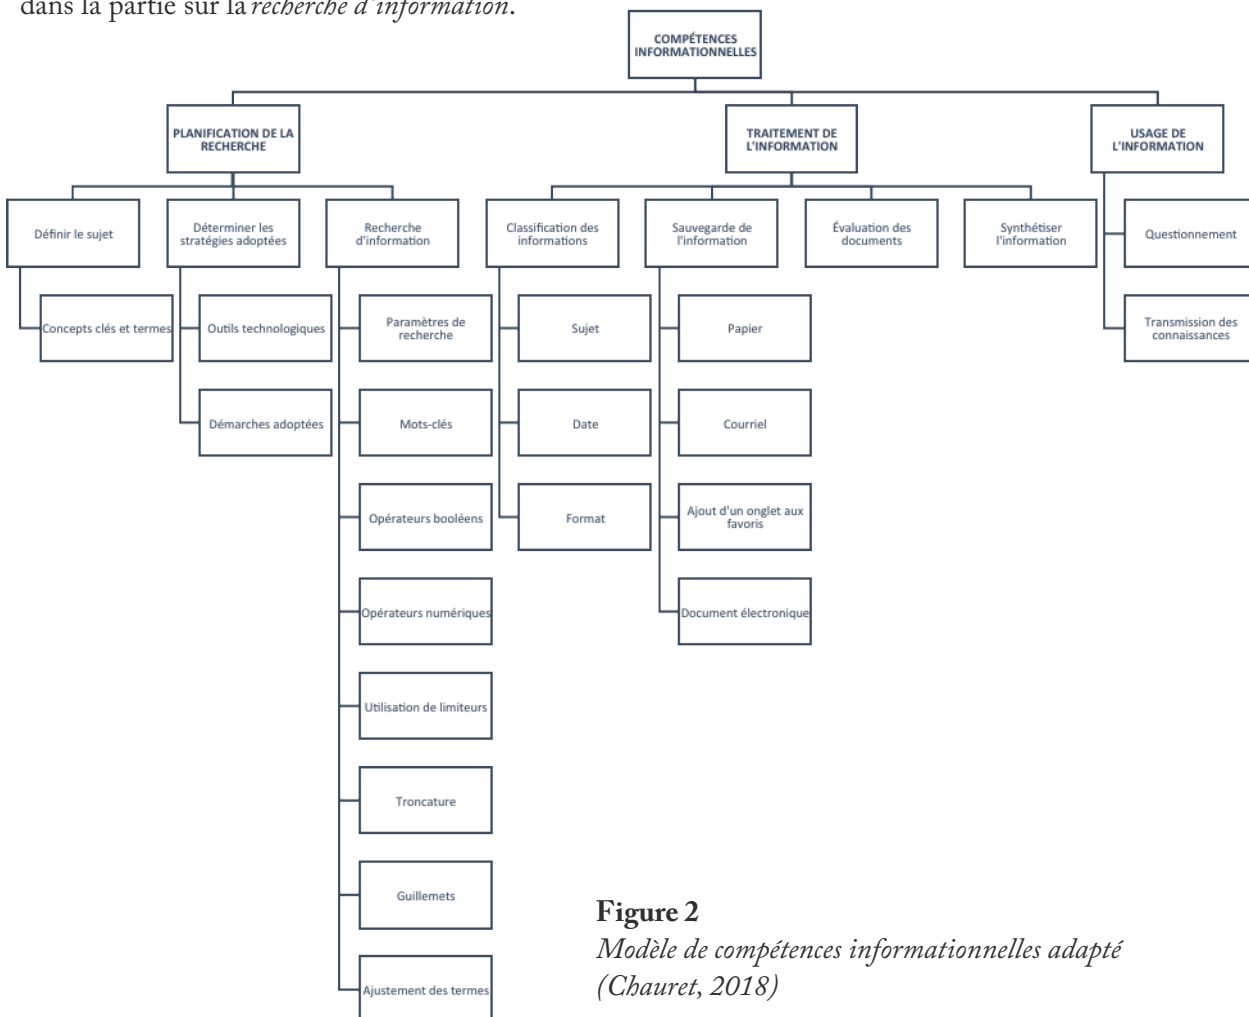 dans la partie sur la recherche d'information.
COMPÉTENCES
INFORMATIONNELLES
PLANIFICATION DE LA
RECHERCHE
TRAITEMENT DE
L'INFORMATION
USAGE DE
L'INFORMATION
Définir le sujet
Déterminer les
stratégies adoptées
Recherche
d'information
Classification des
informations
Sauvegarde de
l'information
Évaluation des
documents
Synthétiser
l'information
Questionnement
Concepts clés et termes
Outils technologiques
Paramètres de
recherche
Sujet
Papier
Transmission des
connaissances
Démarches adoptées
Mots-clés
Date
Courriel
Opérateurs booléens
Format
Ajout d'un onglet aux
favoris
Opérateurs numériques
Document électronique
Utilisation de limiteurs
Troncature
Guillemets
Ajustement des termes
Figure 2
Modèle de compétences informationnelles adapté
(Chauret, 2018)